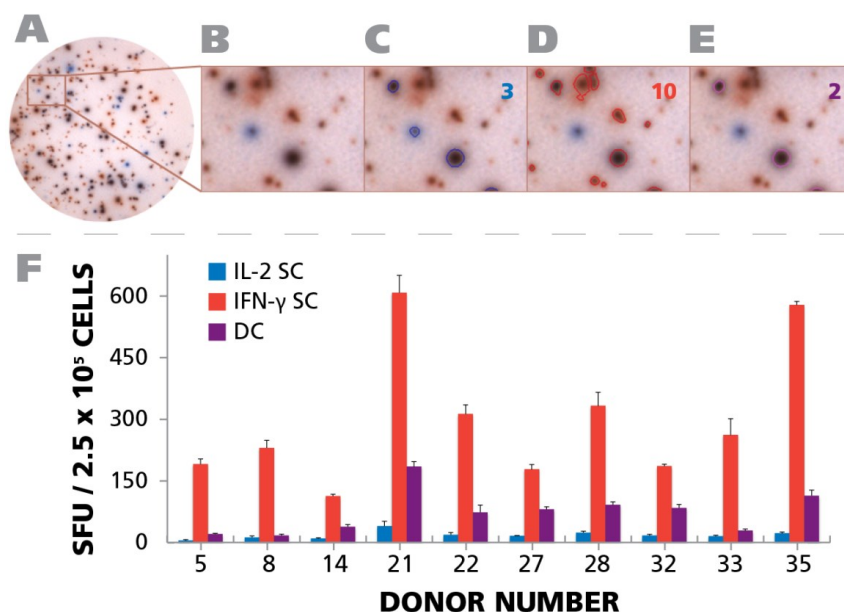 A B C D E
3 10 2
F
IL-2 SC
IFN-γ SC
DC
SFU / 2.5 x 10⁵ CELLS
600
450
300
150
0
5 8 14 21 22 27 28 32 33 35
DONOR NUMBER